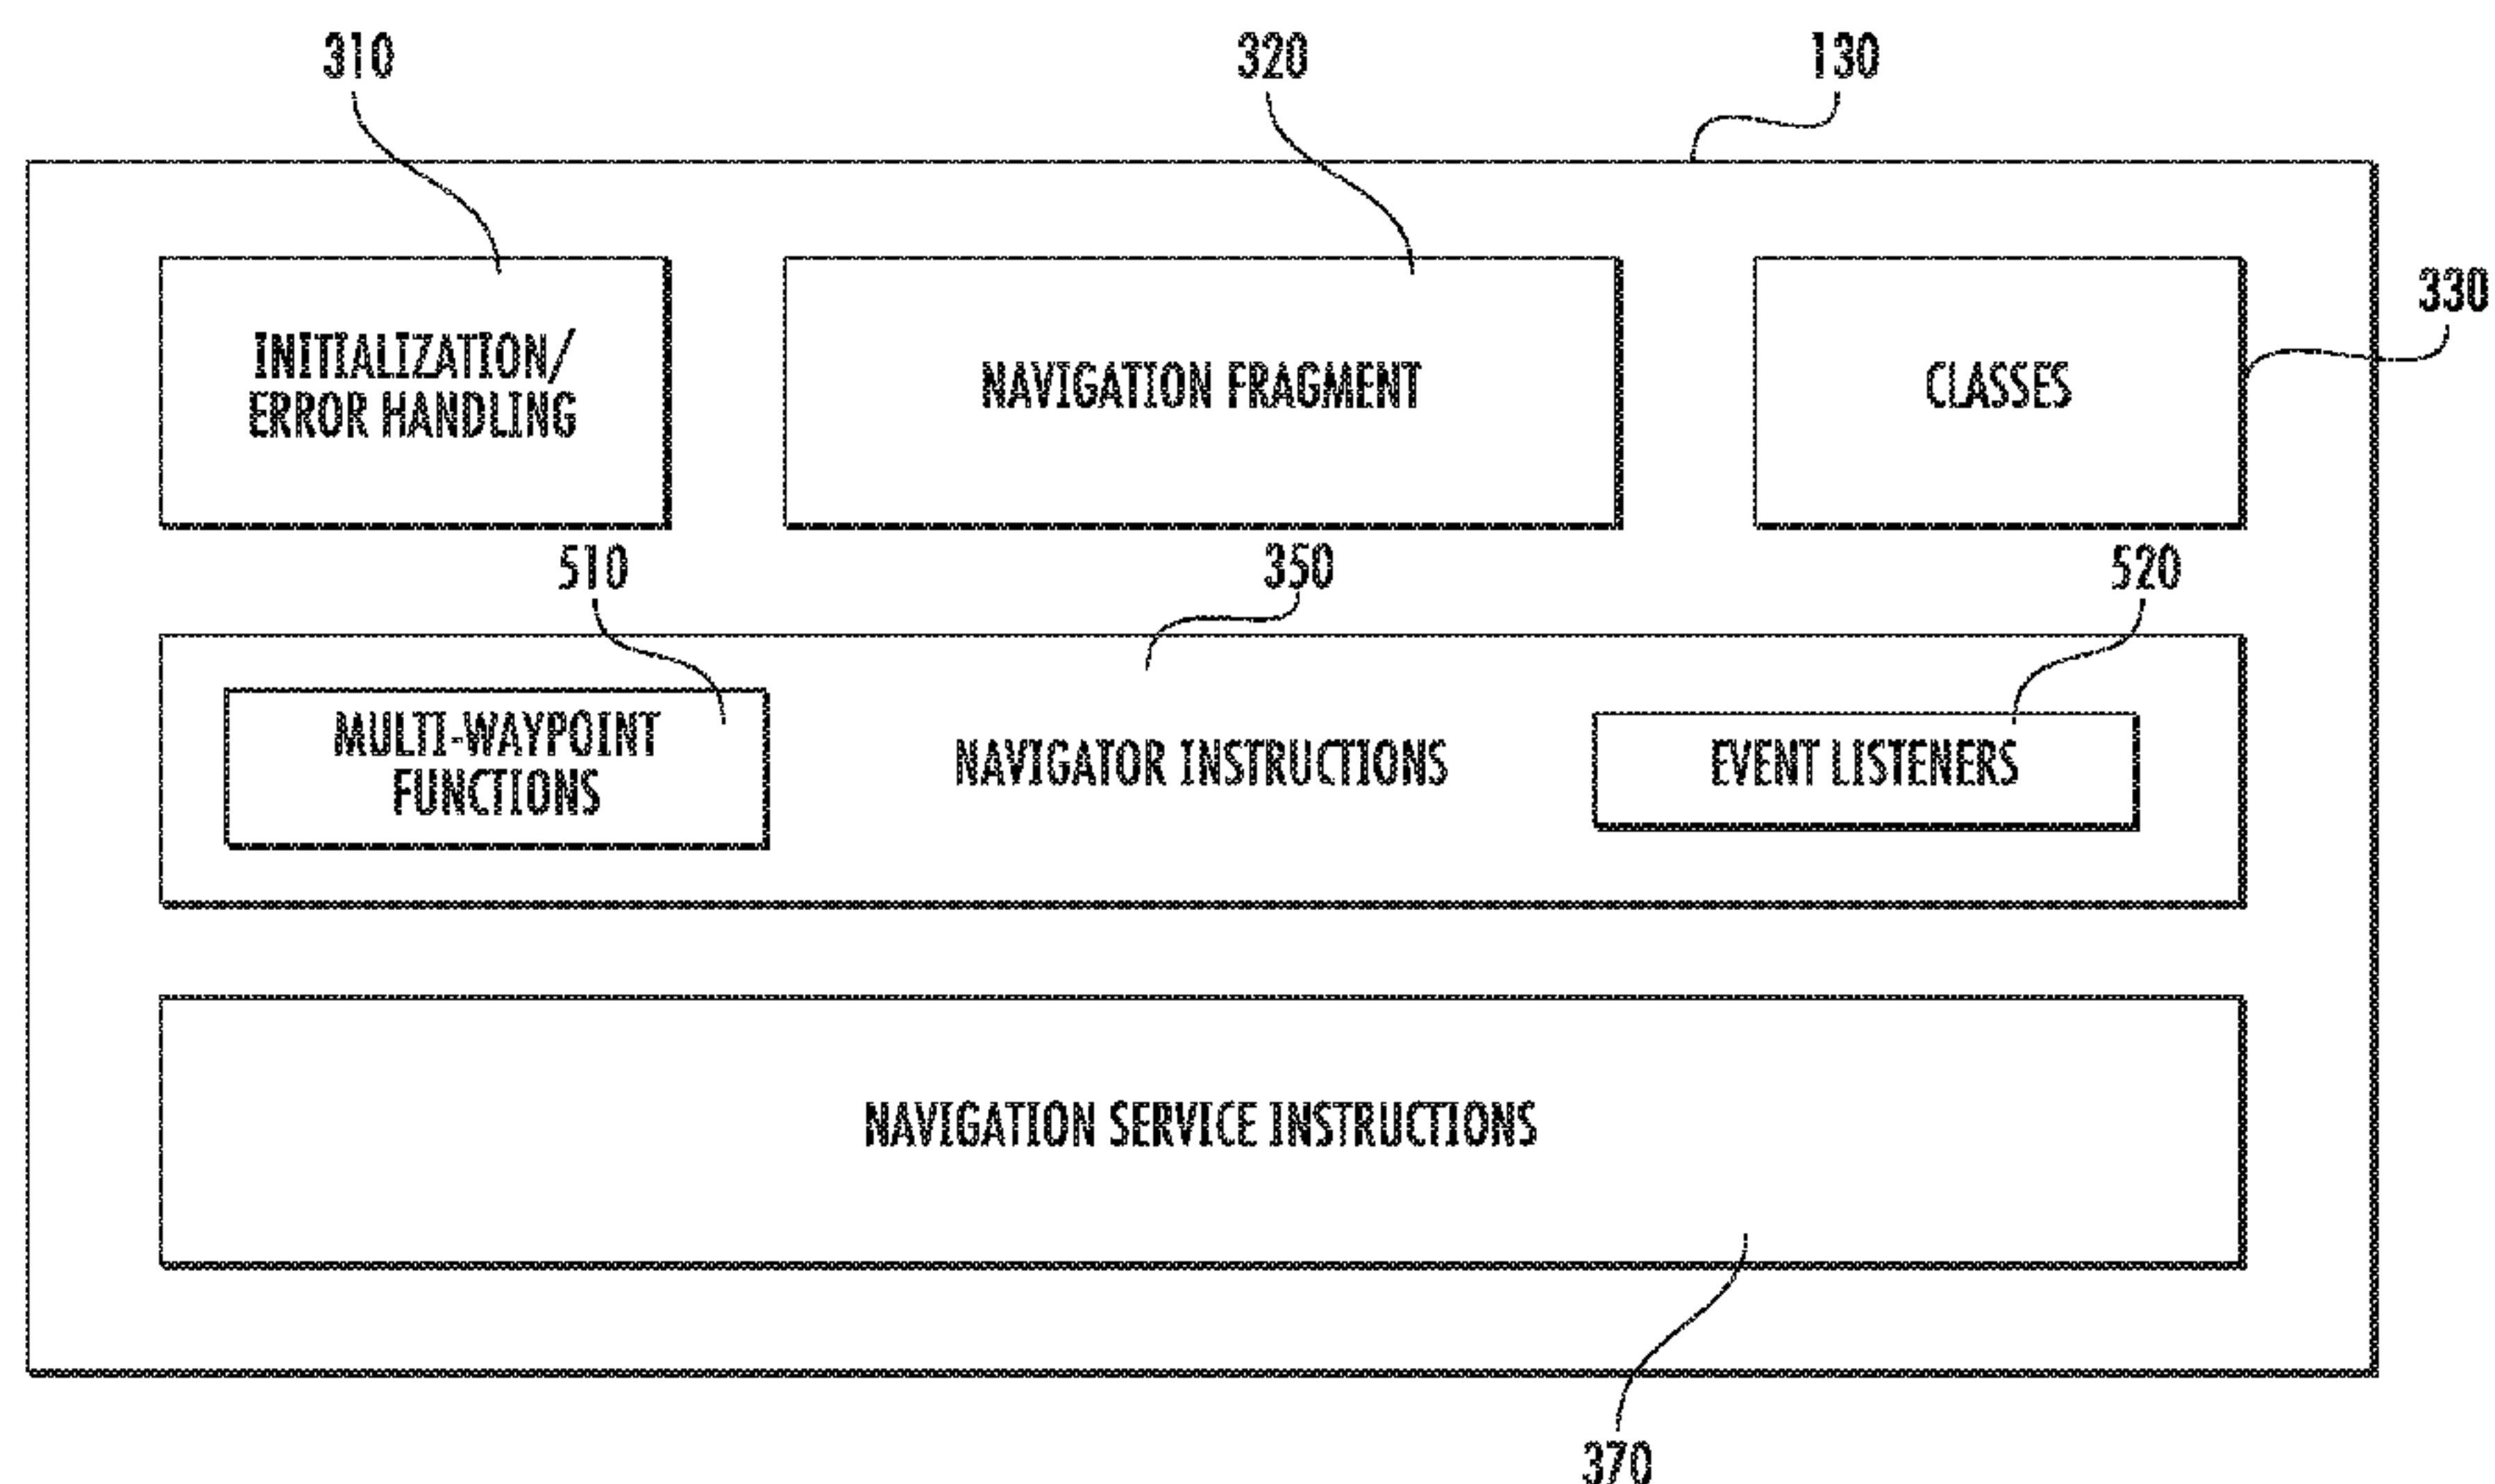 310
320
130
330
INITIALIZATION/
ERROR HANDLING
NAVIGATION FRAGMENT
CLASSES
510
350
520
MULTI-WAYPOINT
FUNCTIONS
NAVIGATOR INSTRUCTIONS
EVENT LISTENERS
NAVIGATION SERVICE INSTRUCTIONS
370